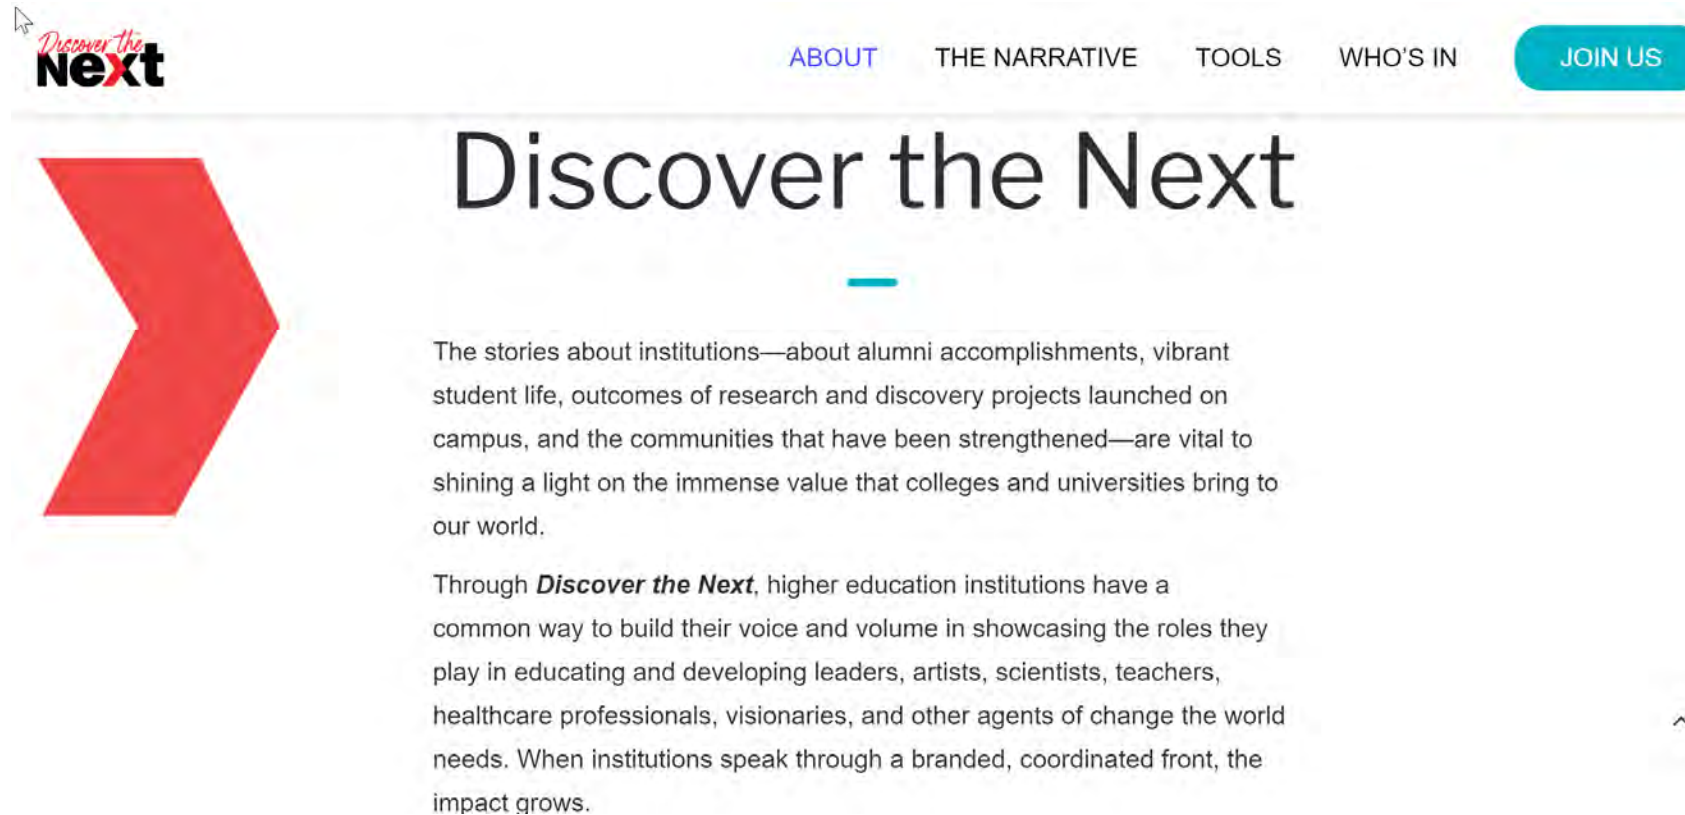 Discover the
Next
ABOUT THE NARRATIVE TOOLS WHO'S IN JOIN US
Discover the Next
The stories about institutions—about alumni accomplishments, vibrant
student life, outcomes of research and discovery projects launched on
campus, and the communities that have been strengthened—are vital to
shining a light on the immense value that colleges and universities bring to
our world.
Through Discover the Next, higher education institutions have a
common way to build their voice and volume in showcasing the roles they
play in educating and developing leaders, artists, scientists, teachers,
healthcare professionals, visionaries, and other agents of change the world
needs. When institutions speak through a branded, coordinated front, the
impact grows.